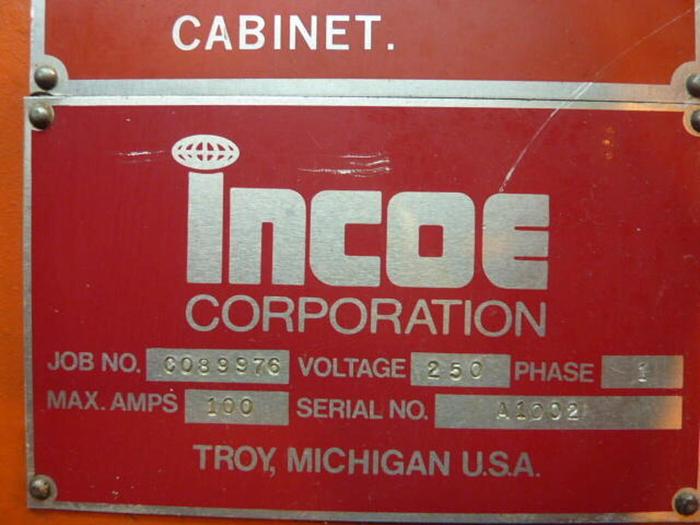 CABINET.
incoe
CORPORATION
JOB NO. C089976 VOLTAGE 250 PHASE 1
MAX. AMPS 100 SERIAL NO. A1002
TROY, MICHIGAN U.S.A.